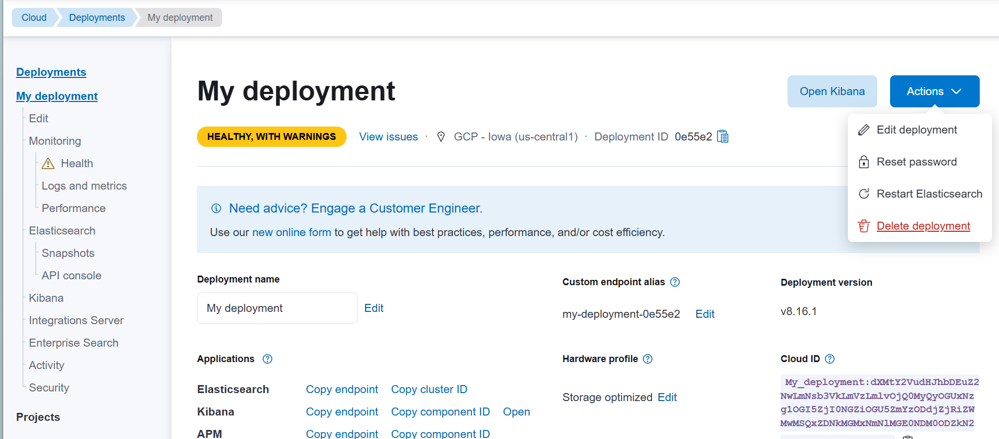 Cloud
Deployments
My deployment
Deployments
My deployment
Edit
Monitoring
Health
Logs and metrics
Performance
Elasticsearch
Snapshots
API console
Kibana
Integrations Server
Enterprise Search
Activity
Security
Projects
My deployment
Open Kibana
Actions
HEALTHY, WITH WARNINGS
View issues · GCP - Iowa (us-central1) · Deployment ID 0e55e2
Edit deployment
Reset password
Restart Elasticsearch
Delete deployment
Need advice? Engage a Customer Engineer.
Use our new online form to get help with best practices, performance, and/or cost efficiency.
Deployment name
My deployment
Edit
Custom endpoint alias
my-deployment-0e55e2 Edit
Deployment version
v8.16.1
Applications
Elasticsearch Copy endpoint Copy cluster ID
Kibana Copy endpoint Copy component ID Open
APM Copy endpoint Copy component ID
Hardware profile
Storage optimized Edit
Cloud ID
My_deployment:dXMtY2VudHJhbDEuZ2
NwLmNsb3VkLmVzLmlvOjQ0MyQyOGUxNz
g1OGI5ZjI0NGZiOGU5ZmYzODdjZjRiZW
MwMSQxZDNkMGMxNmNlMGE0NDM0ODZkN2